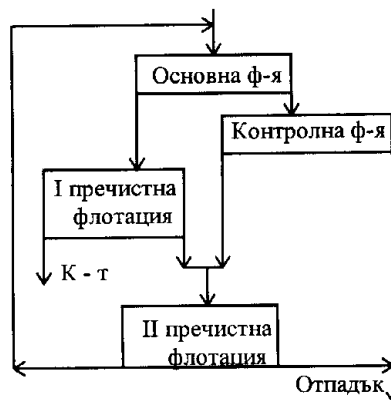 Основна ф-я
Контролна ф-я
I пречистна
флотация
К - т
II пречистна
флотация
Отпадък